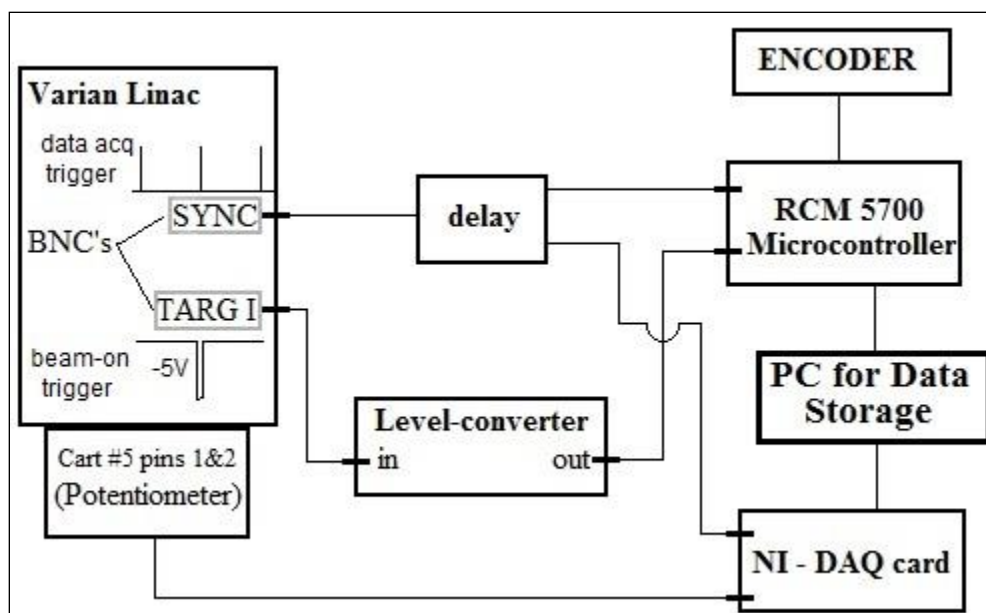 ENCODER
Varian Linac
data acq
trigger
SYNC
BNC's
TARG I
beam-on
trigger
-5V
delay
RCM 5700
Microcontroller
PC for Data
Storage
Level-converter
in
out
Cart #5 pins 1&2
(Potentiometer)
NI - DAQ card